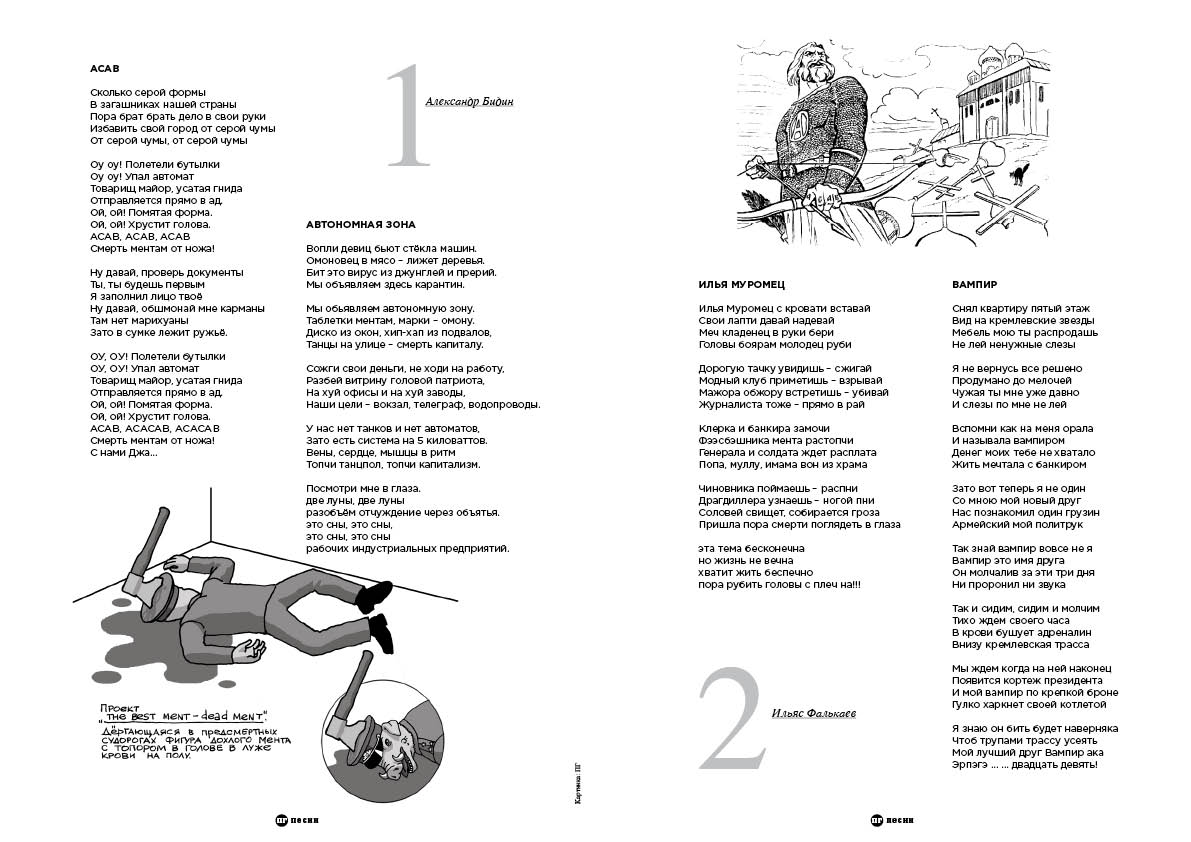 АСАВ
Сколько серой формы
В загашниках нашей страны
Пора брат брать дело в свои руки
Избавить свой город от серой чумы
От серой чумы, от серой чумы
Оу оу! Полетели бутылки
Оу оу! Упал автомат
Товарищ майор, усатая гнида
Отправляется прямо в ад.
Ой, ой! Помятая форма.
Ой, ой! Хрустит голова.
АСАВ, АСАВ, АСАВ
Смерть ментам от ножа!
Ну давай, проверь документы
Ты, ты будешь первым
Я заполнил лицо твоё
Ну давай, обшмонай мне карманы
Там нет марихуаны
Зато в сумке лежит ружьё.
ОУ, ОУ! Полетели бутылки
ОУ, ОУ! Упал автомат
Товарищ майор, усатая гнида
Отправляется прямо в ад.
Ой, ой! Помятая форма.
Ой, ой! Хрустит голова.
АСАВ, АСАСАВ, АСАСАВ
Смерть ментам от ножа!
С нами Джа...
1
Александр Бидин
АВТОНОМНАЯ ЗОНА
Вопли девиц бьют стёкла машин.
Омоновец в мясо – лижет деревья.
Бит это вирус из джунглей и прерий.
Мы объявляем здесь карантин.
Мы обьявляем автономную зону.
Таблетки ментам, марки – омону.
Диско из окон, хип-хап из подвалов,
Танцы на улице – смерть капиталу.
Сожги свои деньги, не ходи на работу,
Разбей витрину головой патриота,
На хуй офисы и на хуй заводы,
Наши цели – вокзал, телеграф, водопроводы.
У нас нет танков и нет автоматов,
Зато есть система на 5 киловаттов.
Вены, сердце, мышцы в ритм
Топчи танцпол, топчи капитализм.
Посмотри мне в глаза.
две луны, две луны
разобъём отчуждение через объятья.
это сны, это сны,
это сны, это сны
рабочих индустриальных предприятий.
Проект
"The BEST MENT – dead MENT".
Дёргающаяся в предсмертных
судорогах фигура дохлого мента
с топором в голове в луже
крови на полу.
Картинка: ПГ
ПГ песни
ИЛЬЯ МУРОМЕЦ
Илья Муромец с кровати вставай
Свои лапти давай надевай
Меч кладенец в руки бери
Головы боярам молодец руби
Дорогую тачку увидишь – сжигай
Модный клуб приметишь – взрывай
Мажора обжору встретишь – убивай
Журналиста тоже – прямо в рай
Клерка и банкира замочи
Фээсбэшника мента растопчи
Генерала и солдата ждет расплата
Попа, муллу, имама вон из храма
Чиновника поймаешь – распни
Драгдиллера узнаешь – ногой пни
Соловей свищет, собирается гроза
Пришла пора смерти поглядеть в глаза
эта тема бесконечна
но жизнь не вечна
хватит жить беспечно
пора рубить головы с плеч на!!!
2
Ильяс Фалькаев
ВАМПИР
Снял квартиру пятый этаж
Вид на кремлевские звезды
Мебель мою ты распродашь
Не лей ненужные слезы
Я не вернусь все решено
Продумано до мелочей
Чужая ты мне уже давно
И слезы по мне не лей
Вспомни как на меня орала
И называла вампиром
Денег моих тебе не хватало
Жить мечтала с банкиром
Зато вот теперь я не один
Со мною мой новый друг
Нас познакомил один грузин
Армейский мой политрук
Так знай вампир вовсе не я
Вампир это имя друга
Он молчалив за эти три дня
Ни проронил ни звука
Так и сидим, сидим и молчим
Тихо ждем своего часа
В крови бушует адреналин
Внизу кремлевская трасса
Мы ждем когда на ней наконец
Появится кортеж президента
И мой вампир по крепкой броне
Гулко харкнет своей котлетой
Я знаю он бить будет наверняка
Чтоб трупами трассу усеять
Мой лучший друг Вампир ака
Эрпэгэ ... ... двадцать девять!
ПГ песни